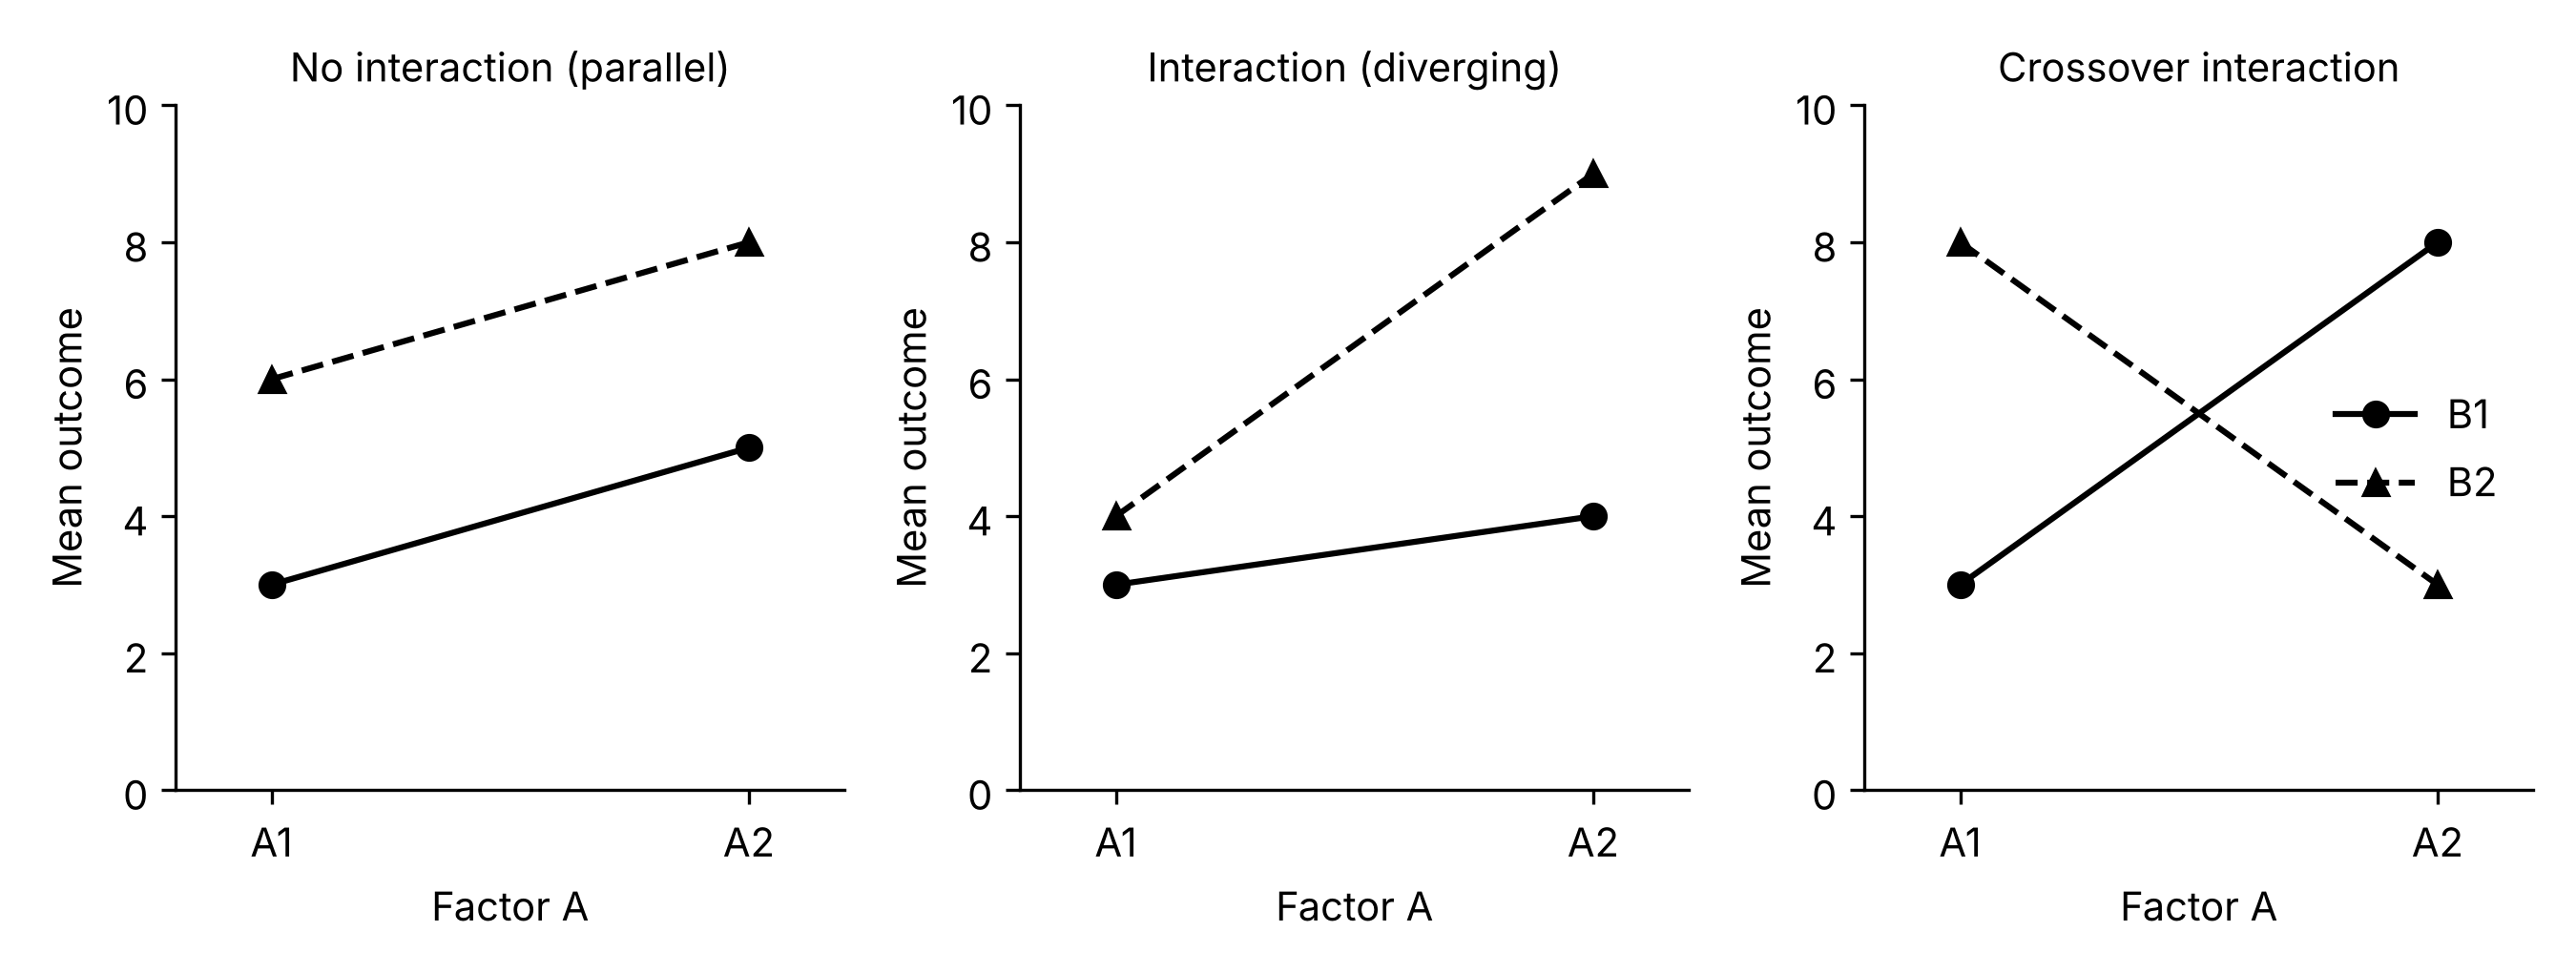 No interaction (parallel)
10
8
6
4
2
0
Mean outcome
A1 A2
Factor A
Interaction (diverging)
10
8
6
4
2
0
Mean outcome
A1 A2
Factor A
Crossover interaction
10
8
6
4
2
0
Mean outcome
B1
B2
A1 A2
Factor A